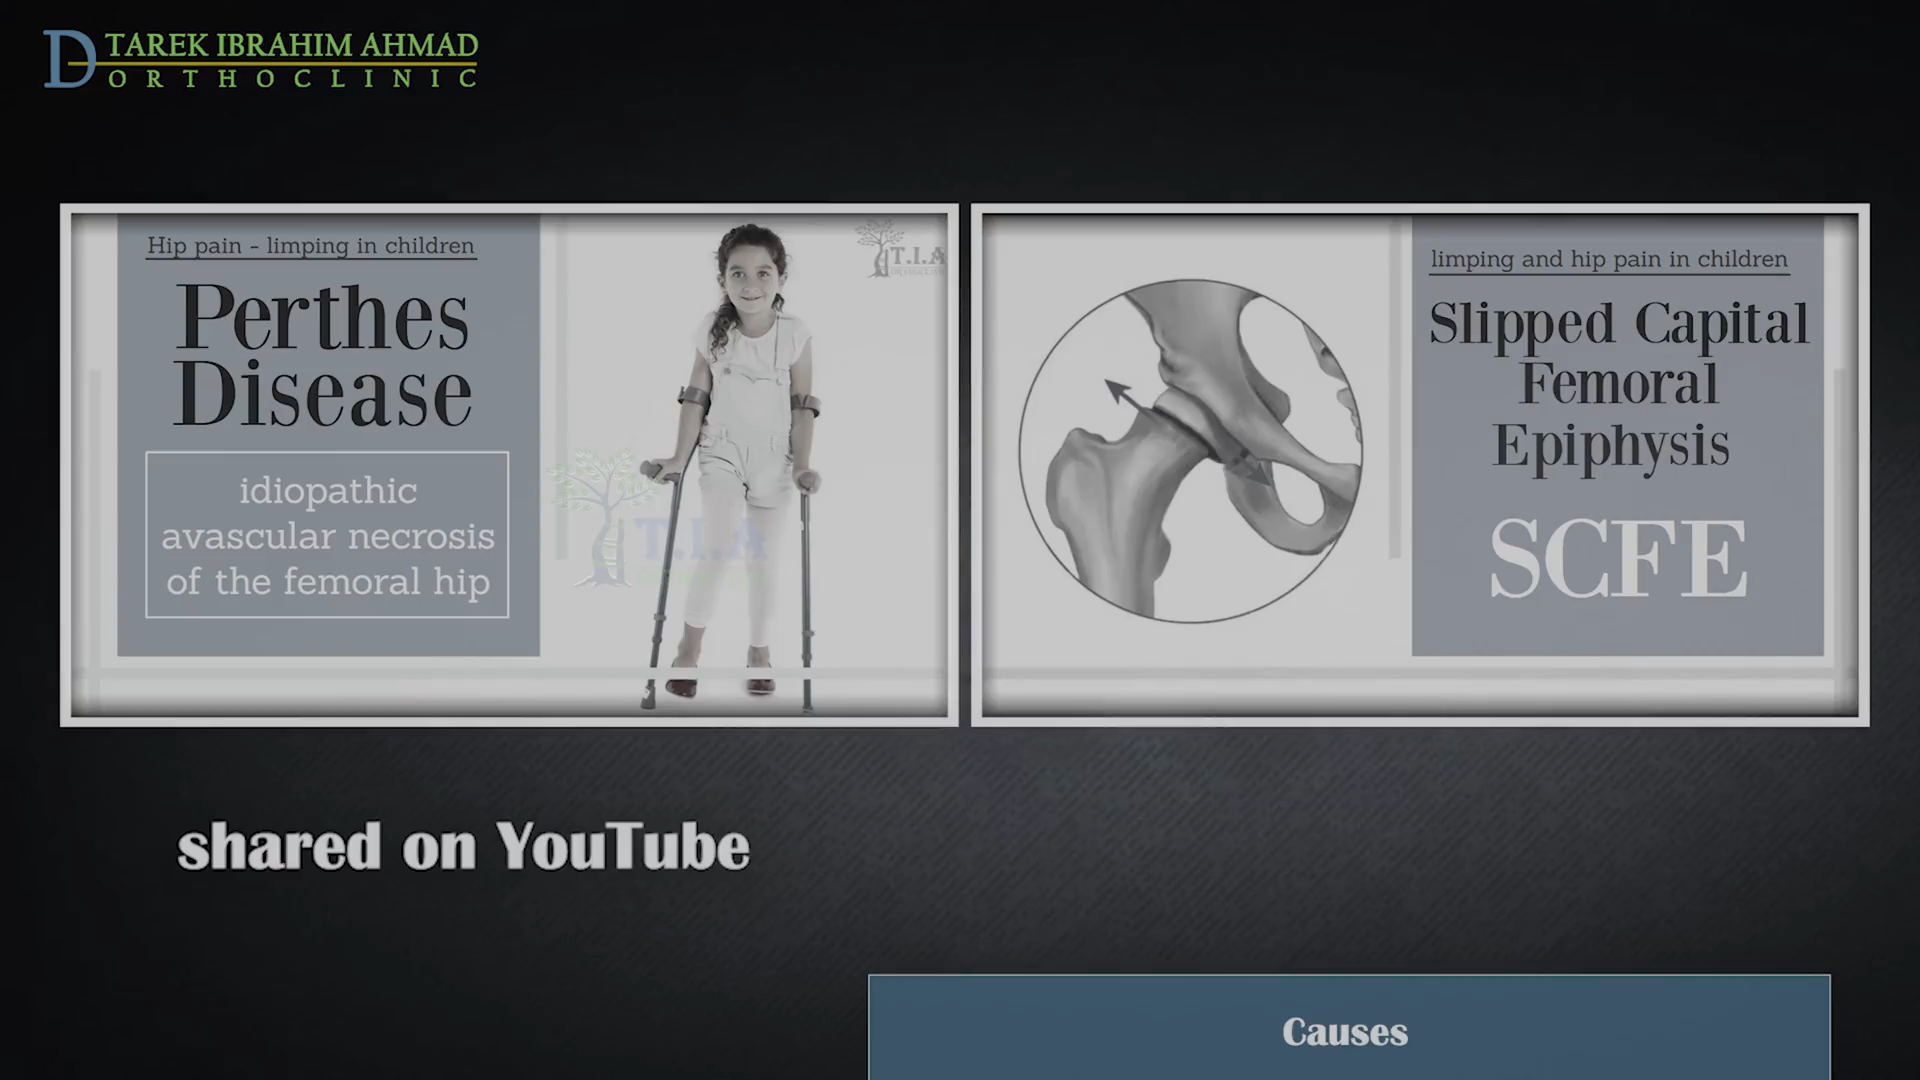 D TAREK IBRAHIM AHMAD
ORTHOCLINIC
Hip pain - limping in children
Perthes
Disease
idiopathic
avascular necrosis
of the femoral hip
T.I.A
T.I.A
limping and hip pain in children
Slipped Capital
Femoral
Epiphysis
SCFE
shared on YouTube
Causes